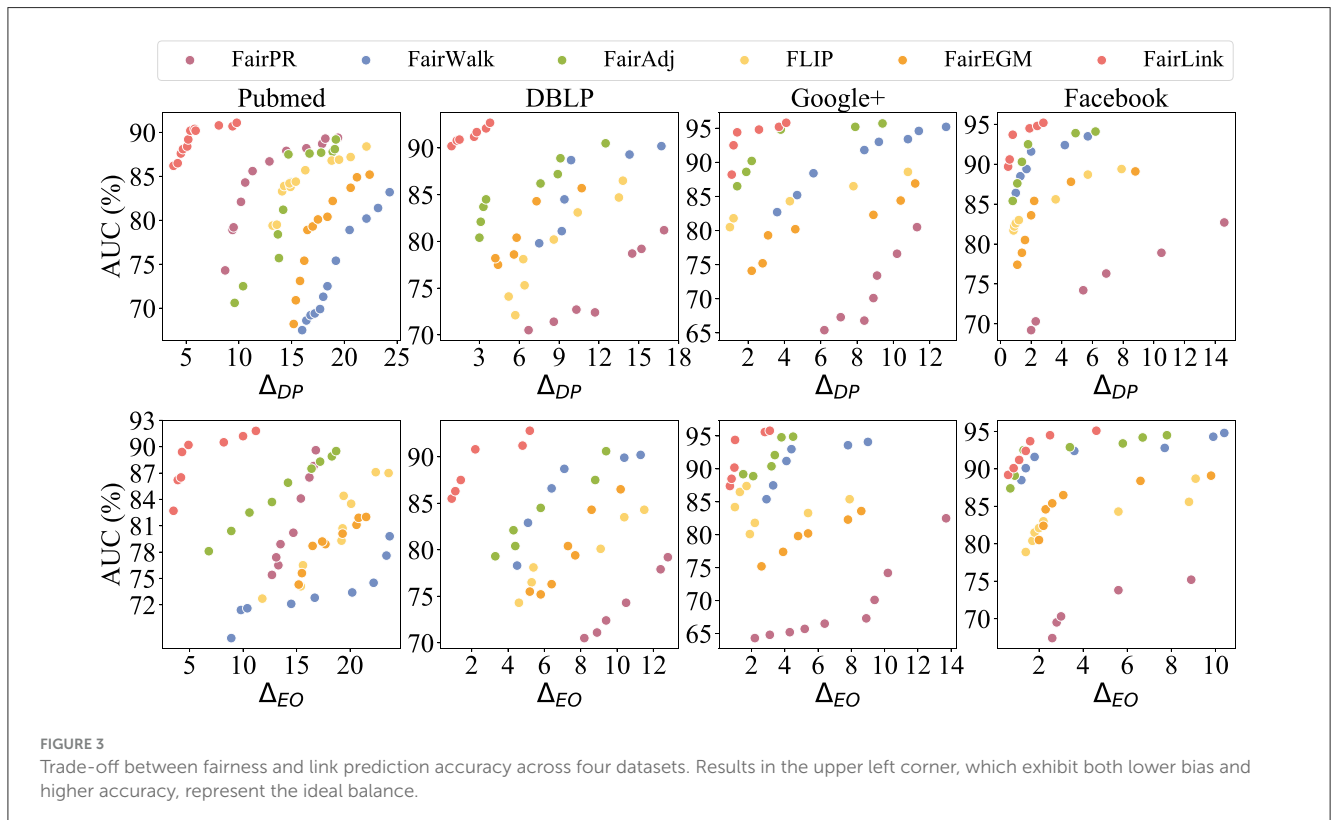 FairPR FairWalk FairAdj FLIP FairEGM FairLink
Pubmed DBLP Google+ Facebook
AUC (%)
90
85
80
75
70
5 10 15 20 25
Δ_DP
90
85
80
75
70
3 6 9 12 15 18
Δ_DP
95
90
85
80
75
70
65
0 2 4 6 8 10 12
Δ_DP
95
90
85
80
75
70
0 2 4 6 8 10 12 14
Δ_DP
AUC (%)
93
90
87
84
81
78
75
72
5 10 15 20
Δ_EO
90
80
70
2 4 6 8 10 12
Δ_EO
95
90
85
80
75
70
65
0 2 4 6 8 10 12 14
Δ_EO
95
90
80
70
2 4 6 8 10
Δ_EO
FIGURE 3
Trade-off between fairness and link prediction accuracy across four datasets. Results in the upper left corner, which exhibit both lower bias and
higher accuracy, represent the ideal balance.